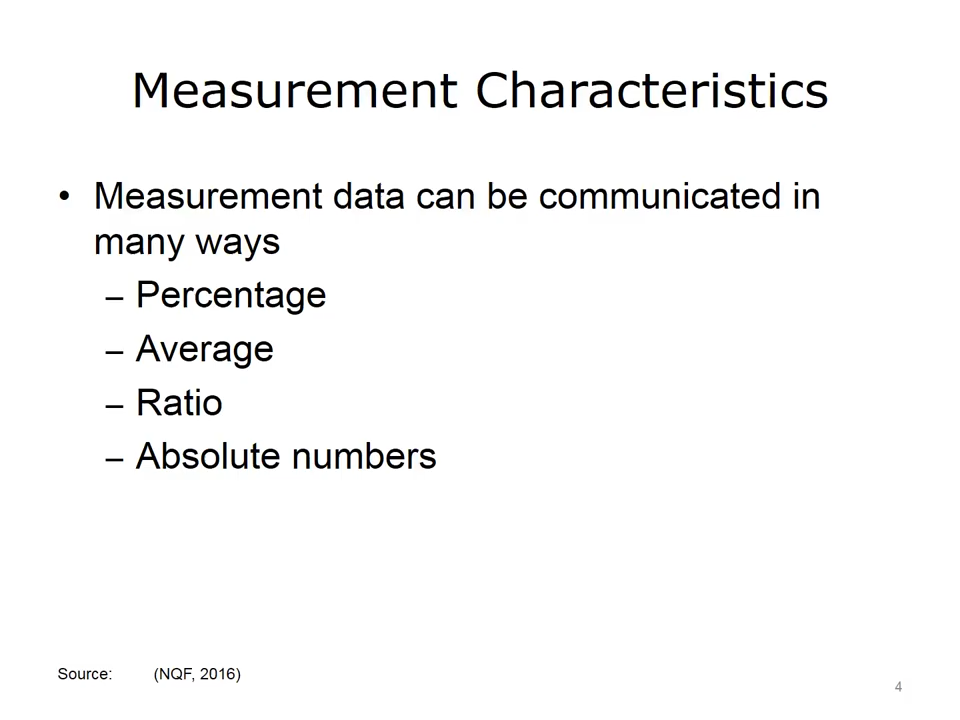 Measurement Characteristics
• Measurement data can be communicated in
many ways
– Percentage
– Average
– Ratio
– Absolute numbers
Source: (NQF, 2016)
4